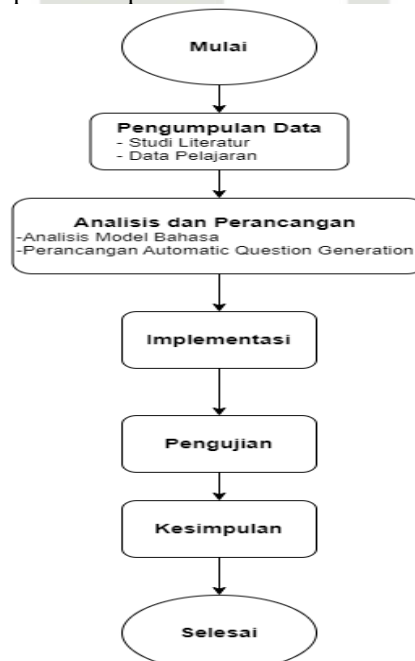 Mulai
Pengumpulan Data
- Studi Literatur
- Data Pelajaran
Analisis dan Perancangan
-Analisis Model Bahasa
-Perancangan Automatic Question Generation
Implementasi
Pengujian
Kesimpulan
Selesai